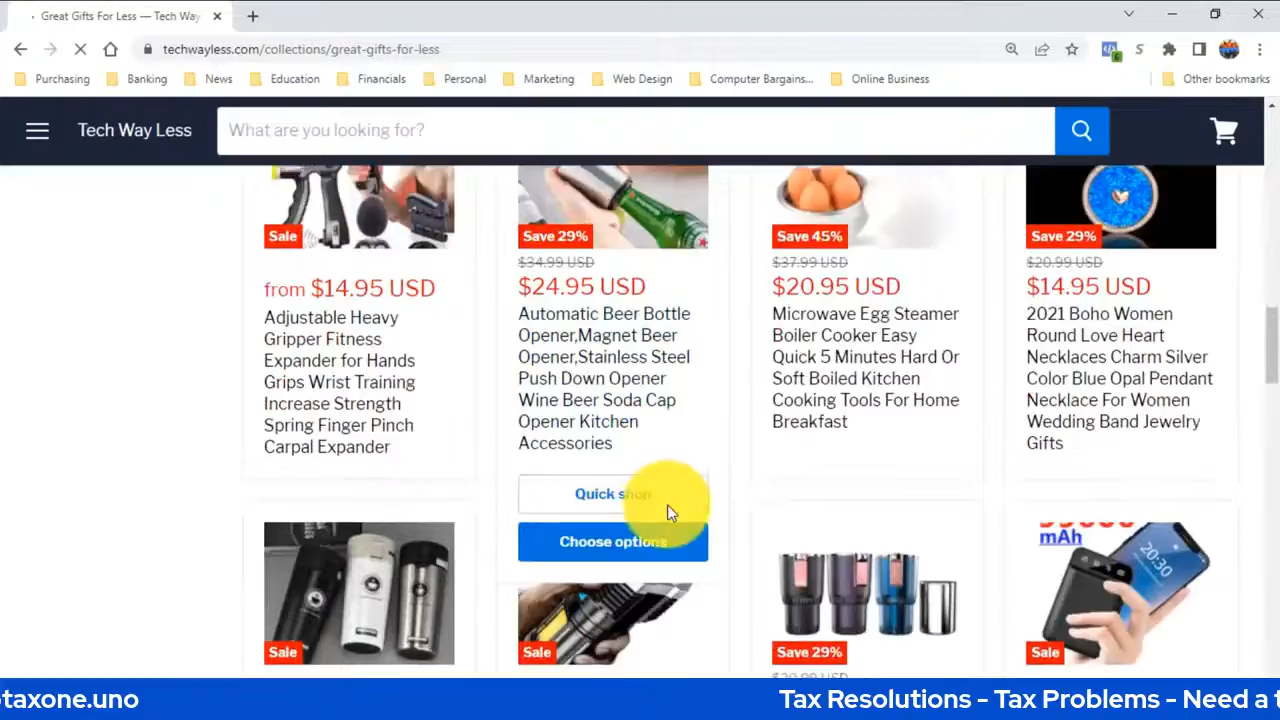 Great Gifts For Less — Tech Way
techwayless.com/collections/great-gifts-for-less
Purchasing Banking News Education Financials Personal Marketing Web Design Computer Bargains... Online Business Other bookmarks
Tech Way Less
What are you looking for?
Sale
from $14.95 USD
Adjustable Heavy
Gripper Fitness
Expander for Hands
Grips Wrist Training
Increase Strength
Spring Finger Pinch
Carpal Expander
Save 29%
$34.99 USD
$24.95 USD
Automatic Beer Bottle
Opener,Magnet Beer
Opener,Stainless Steel
Push Down Opener
Wine Beer Soda Cap
Opener Kitchen
Accessories
Quick shop
Choose options
Save 45%
$37.99 USD
$20.95 USD
Microwave Egg Steamer
Boiler Cooker Easy
Quick 5 Minutes Hard Or
Soft Boiled Kitchen
Cooking Tools For Home
Breakfast
Save 29%
$20.99 USD
$14.95 USD
2021 Boho Women
Round Love Heart
Necklaces Charm Silver
Color Blue Opal Pendant
Necklace For Women
Wedding Band Jewelry
Gifts
Sale
Sale
Save 29%
mAh
20:30
Sale
otaxone.uno
Tax Resolutions - Tax Problems - Need a t